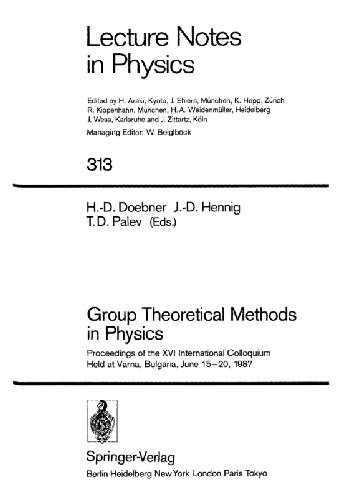 Lecture Notes
in Physics
Edited by H. Araki, Kyoto, J. Ehlers, München, K. Hepp, Zürich
R. Kippenhahn, München, H. A. Weidenmüller, Heidelberg
J. Wess, Karlsruhe and J. Zittartz, Köln
Managing Editor: W. Beiglböck
313
H.-D. Doebner J.-D. Hennig
T. D. Palev (Eds.)
Group Theoretical Methods
in Physics
Proceedings of the XVI International Colloquium
Held at Varna, Bulgaria, June 15–20, 1987
Springer-Verlag
Berlin Heidelberg New York London Paris Tokyo